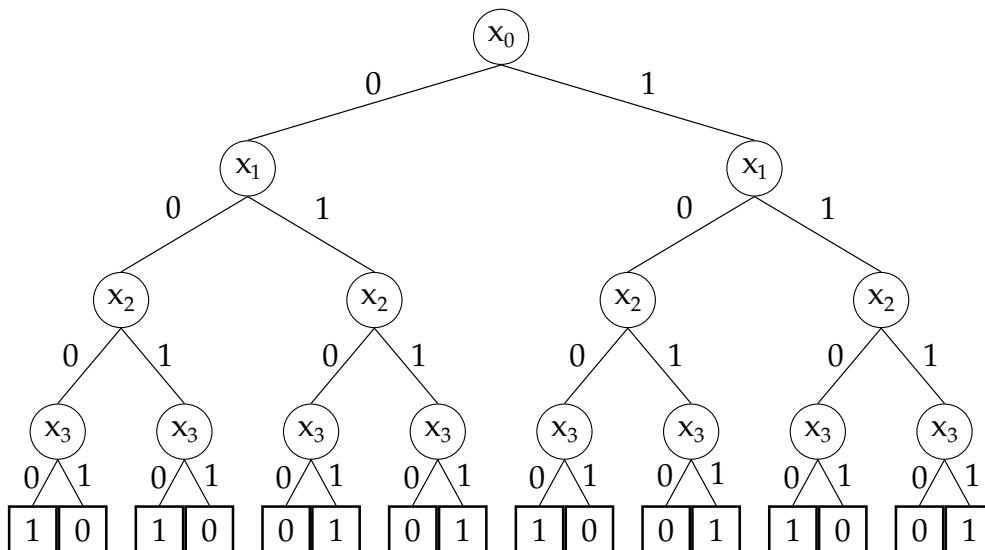 x₀
0 1
x₁ x₁
0 1 0 1
x₂ x₂ x₂ x₂
0 1 0 1 0 1 0 1
x₃ x₃ x₃ x₃ x₃ x₃ x₃ x₃
0 1 0 1 0 1 0 1 0 1 0 1 0 1 0 1
1 0 1 0 0 1 0 1 1 0 0 1 1 0 0 1